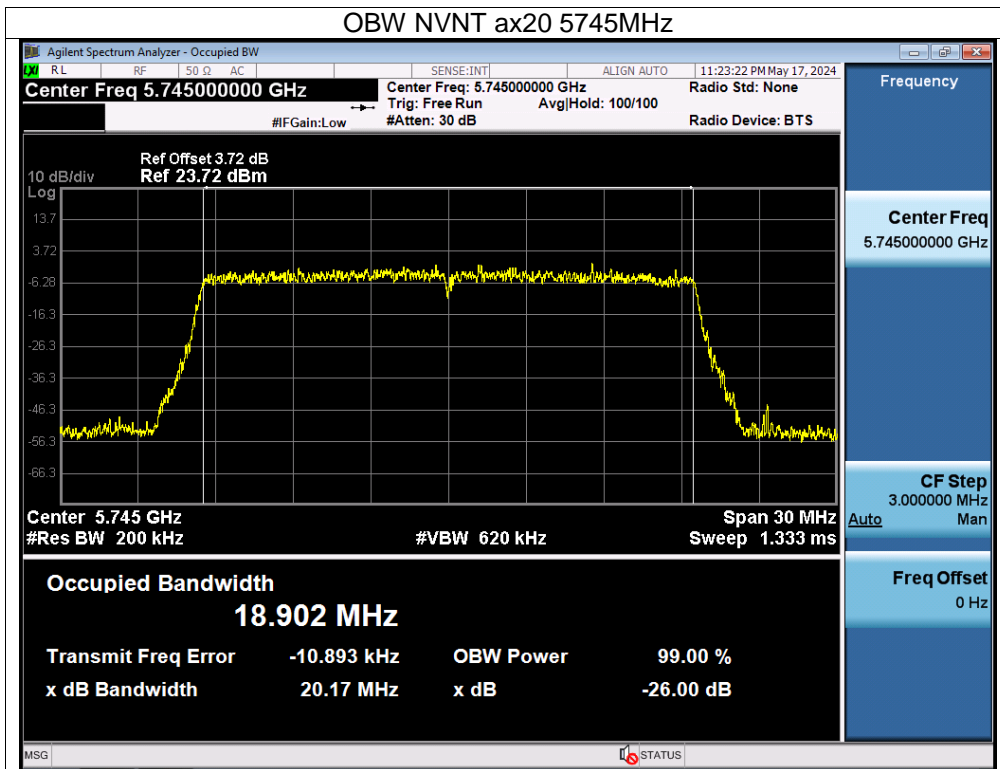 OBW NVNT ax20 5745MHz
Agilent Spectrum Analyzer - Occupied BW
LXI RL RF 50 Ω AC SENSE:INT ALIGN AUTO 11:23:22 PM May 17, 2024
Center Freq 5.745000000 GHz
Center Freq: 5.745000000 GHz Radio Std: None
Trig: Free Run Avg|Hold: 100/100
#IFGain:Low #Atten: 30 dB Radio Device: BTS
Frequency
Ref Offset 3.72 dB
10 dB/div Ref 23.72 dBm
Log
13.7
3.72
-6.28
-16.3
-26.3
-36.3
-46.3
-56.3
-66.3
Center 5.745 GHz Span 30 MHz
#Res BW 200 kHz #VBW 620 kHz Sweep 1.333 ms
Center Freq
5.745000000 GHz
CF Step
3.000000 MHz
Auto Man
Freq Offset
0 Hz
Occupied Bandwidth
18.902 MHz
Transmit Freq Error -10.893 kHz OBW Power 99.00 %
x dB Bandwidth 20.17 MHz x dB -26.00 dB
MSG STATUS